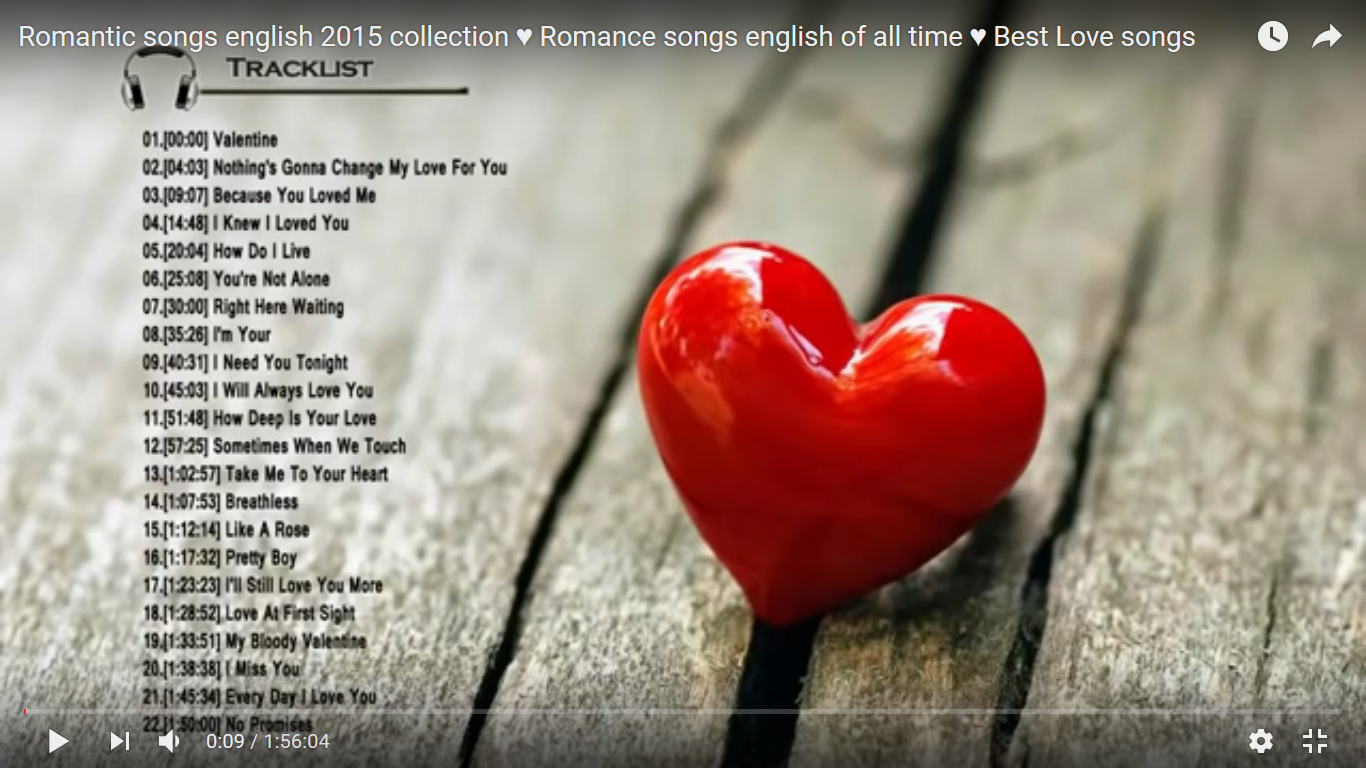 Romantic songs english 2015 collection ♥ Romance songs english of all time ♥ Best Love songs
TRACKLIST
01.[00:00] Valentine
02.[04:03] Nothing's Gonna Change My Love For You
03.[09:07] Because You Loved Me
04.[14:48] I Knew I Loved You
05.[20:04] How Do I Live
06.[25:08] You're Not Alone
07.[30:00] Right Here Waiting
08.[35:26] I'm Your
09.[40:31] I Need You Tonight
10.[45:03] I Will Always Love You
11.[51:48] How Deep Is Your Love
12.[57:25] Sometimes When We Touch
13.[1:02:57] Take Me To Your Heart
14.[1:07:53] Breathless
15.[1:12:14] Like A Rose
16.[1:17:32] Pretty Boy
17.[1:23:23] I'll Still Love You More
18.[1:28:52] Love At First Sight
19.[1:33:51] My Bloody Valentine
20.[1:38:38] I Miss You
21.[1:45:34] Every Day I Love You
22.[1:50:00] No Promises
0:09 / 1:56:04